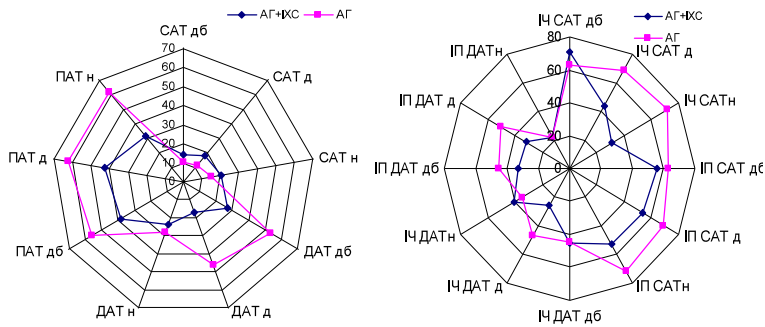 АГ+ІХС АГ
САТ дб
САТ д
САТ н
ДАТ дб
ДАТ д
ДАТ н
ПАТ дб
ПАТ д
ПАТ н
70
60
50
40
30
20
10
0
АГ+ІХС
АГ
ІЧ САТ дб
ІЧ САТ д
ІЧ САТн
ІП САТ дб
ІП САТ д
ІП САТн
ІЧ ДАТ дб
ІЧ ДАТ д
ІЧ ДАТн
ІП ДАТ дб
ІП ДАТ д
ІП ДАТн
80
60
40
20
0